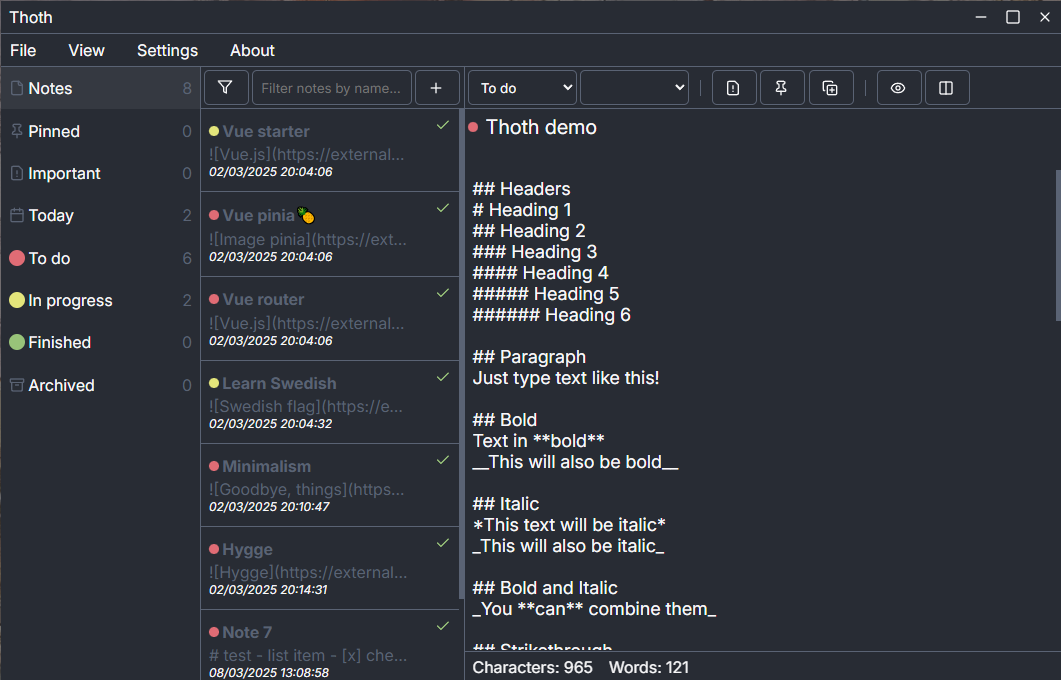 Thoth
File View Settings About
Notes 8
Pinned 0
Important 0
Today 2
To do 6
In progress 2
Finished 0
Archived 0
Filter notes by name...
Vue starter
![Vue.js](https://external...
02/03/2025 20:04:06
Vue pinia🍍
![Image pinia](https://ext...
02/03/2025 20:04:06
Vue router
![Vue.js](https://external...
02/03/2025 20:04:06
Learn Swedish
![Swedish flag](https://e...
02/03/2025 20:04:32
Minimalism
![Goodbye, things](https...
02/03/2025 20:10:47
Hygge
![Hygge](https://external...
02/03/2025 20:14:31
Note 7
# test - list item - [x] che...
08/03/2025 13:08:58
To do
Thoth demo
## Headers
# Heading 1
## Heading 2
### Heading 3
#### Heading 4
##### Heading 5
###### Heading 6
## Paragraph
Just type text like this!
## Bold
Text in **bold**
__This will also be bold__
## Italic
*This text will be italic*
_This will also be italic_
## Bold and Italic
_You **can** combine them_
## Strikethrough
Characters: 965 Words: 121